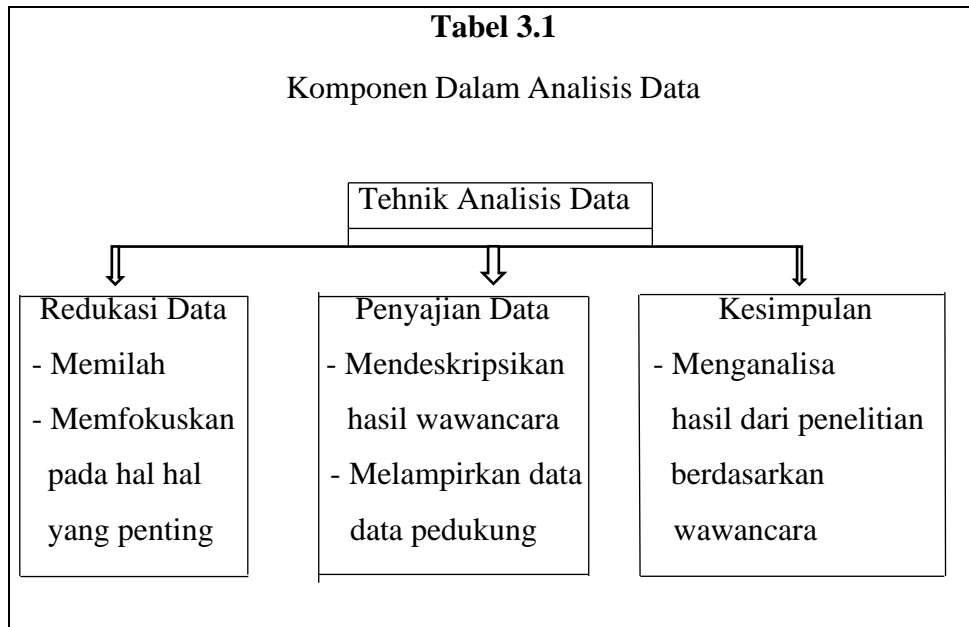 Tabel 3.1
Komponen Dalam Analisis Data
Tehnik Analisis Data
Redukasi Data
- Memilah
- Memfokuskan
pada hal hal
yang penting
Penyajian Data
- Mendeskripsikan
hasil wawancara
- Melampirkan data
data pedukung
Kesimpulan
- Menganalisa
hasil dari penelitian
berdasarkan
wawancara